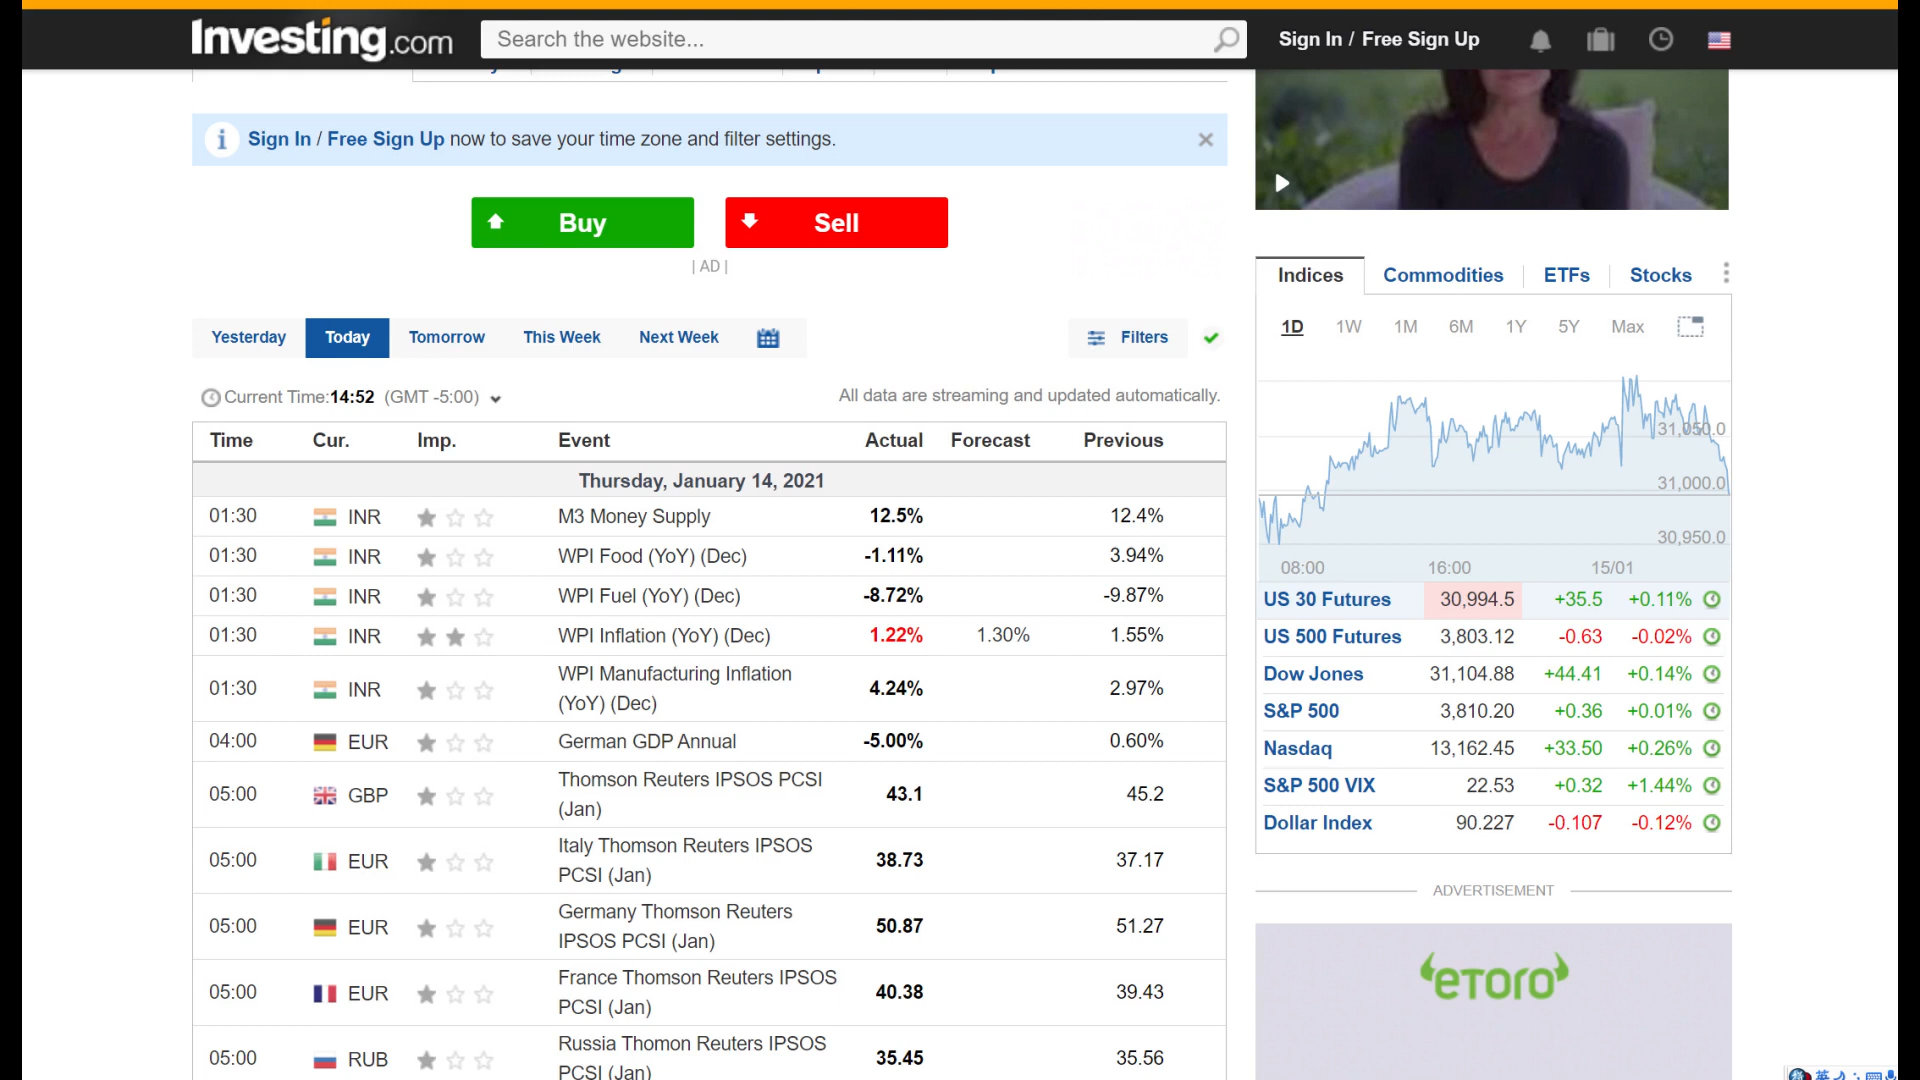 Investing.com
Search the website...
Sign In / Free Sign Up
Sign In / Free Sign Up now to save your time zone and filter settings.
Buy
Sell
| AD |
Yesterday
Today
Tomorrow
This Week
Next Week
Filters
Current Time:14:52 (GMT -5:00)
All data are streaming and updated automatically.
Time Cur. Imp. Event Actual Forecast Previous
Thursday, January 14, 2021
01:30 INR M3 Money Supply 12.5% 12.4%
01:30 INR WPI Food (YoY) (Dec) -1.11% 3.94%
01:30 INR WPI Fuel (YoY) (Dec) -8.72% -9.87%
01:30 INR WPI Inflation (YoY) (Dec) 1.22% 1.30% 1.55%
01:30 INR WPI Manufacturing Inflation
(YoY) (Dec) 4.24% 2.97%
04:00 EUR German GDP Annual -5.00% 0.60%
05:00 GBP Thomson Reuters IPSOS PCSI
(Jan) 43.1 45.2
05:00 EUR Italy Thomson Reuters IPSOS
PCSI (Jan) 38.73 37.17
05:00 EUR Germany Thomson Reuters
IPSOS PCSI (Jan) 50.87 51.27
05:00 EUR France Thomson Reuters IPSOS
PCSI (Jan) 40.38 39.43
05:00 RUB Russia Thomon Reuters IPSOS
PCSI (Jan) 35.45 35.56
Indices Commodities ETFs Stocks
1D 1W 1M 6M 1Y 5Y Max
31,050.0
31,000.0
30,950.0
08:00 16:00 15/01
US 30 Futures 30,994.5 +35.5 +0.11%
US 500 Futures 3,803.12 -0.63 -0.02%
Dow Jones 31,104.88 +44.41 +0.14%
S&P 500 3,810.20 +0.36 +0.01%
Nasdaq 13,162.45 +33.50 +0.26%
S&P 500 VIX 22.53 +0.32 +1.44%
Dollar Index 90.227 -0.107 -0.12%
ADVERTISEMENT
eToro
英